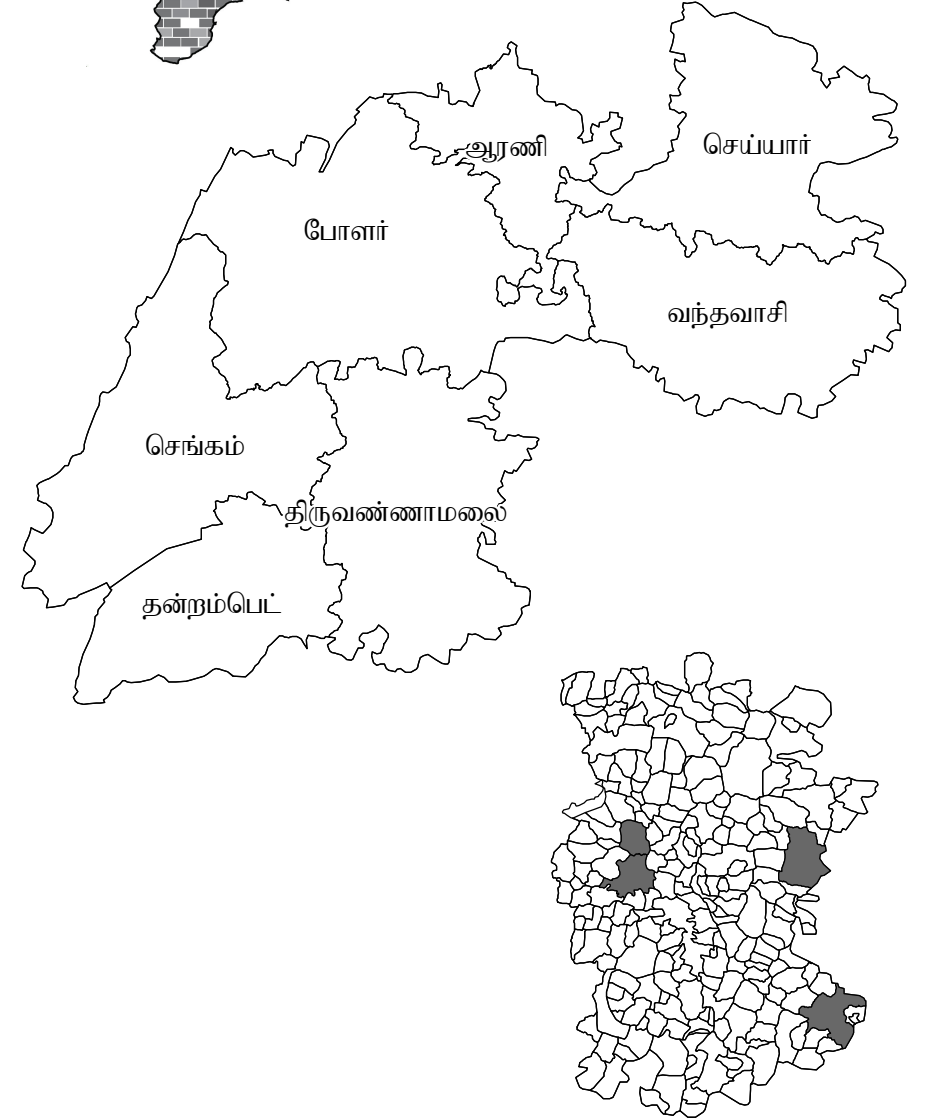 ஆரணி
செய்யார்
போளர்
வந்தவாசி
செங்கம்
திருவண்ணாமலை
தன்றம்பெட்